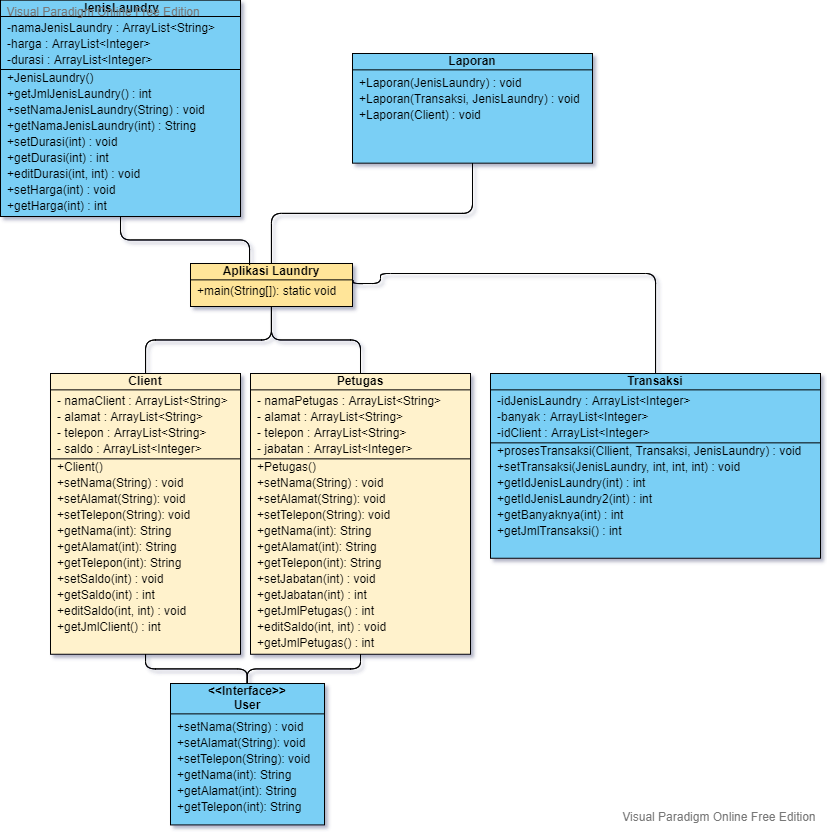 JenisLaundry
Visual Paradigm Online Free Edition
-namaJenisLaundry : ArrayList<String>
-harga : ArrayList<Integer>
-durasi : ArrayList<Integer>
+JenisLaundry()
+getJmlJenisLaundry() : int
+setNamaJenisLaundry(String) : void
+getNamaJenisLaundry(int) : String
+setDurasi(int) : void
+getDurasi(int) : int
+editDurasi(int, int) : void
+setHarga(int) : void
+getHarga(int) : int
Laporan
+Laporan(JenisLaundry) : void
+Laporan(Transaksi, JenisLaundry) : void
+Laporan(Client) : void
Aplikasi Laundry
+main(String[]): static void
Client
- namaClient : ArrayList<String>
- alamat : ArrayList<String>
- telepon : ArrayList<String>
- saldo : ArrayList<Integer>
+Client()
+setNama(String) : void
+setAlamat(String): void
+setTelepon(String): void
+getNama(int): String
+getAlamat(int): String
+getTelepon(int): String
+setSaldo(int) : void
+getSaldo(int) : int
+editSaldo(int, int) : void
+getJmlClient() : int
Petugas
- namaPetugas : ArrayList<String>
- alamat : ArrayList<String>
- telepon : ArrayList<String>
- jabatan : ArrayList<Integer>
+Petugas()
+setNama(String) : void
+setAlamat(String): void
+setTelepon(String): void
+getNama(int): String
+getAlamat(int): String
+getTelepon(int): String
+setJabatan(int) : void
+getJabatan(int) : int
+getJmlPetugas() : int
+editSaldo(int, int) : void
+getJmlPetugas() : int
Transaksi
-idJenisLaundry : ArrayList<Integer>
-banyak : ArrayList<Integer>
-idClient : ArrayList<Integer>
+prosesTransaksi(Cllient, Transaksi, JenisLaundry) : void
+setTransaksi(JenisLaundry, int, int, int) : void
+getIdJenisLaundry(int) : int
+getIdJenisLaundry2(int) : int
+getBanyaknya(int) : int
+getJmlTransaksi() : int
<<Interface>>
User
+setNama(String) : void
+setAlamat(String): void
+setTelepon(String): void
+getNama(int): String
+getAlamat(int): String
+getTelepon(int): String
Visual Paradigm Online Free Edition